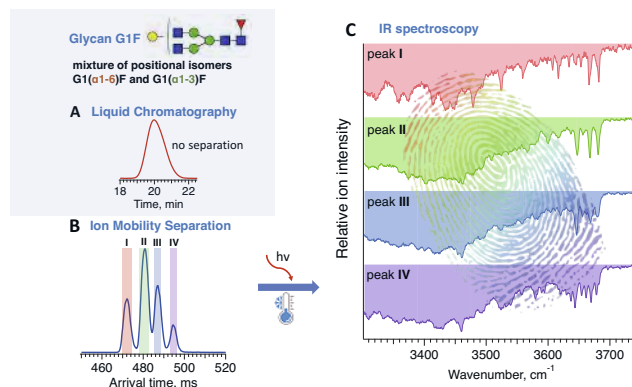 Glycan G1F
mixture of positional isomers
G1(α1-6)F and G1(α1-3)F
A Liquid Chromatography
no separation
18 20 22
Time, min
B Ion Mobility Separation
I II III IV
460 480 500 520
Arrival time, ms
hν
C IR spectroscopy
peak I
peak II
peak III
peak IV
Relative ion intensity
3400 3500 3600 3700
Wavenumber, cm⁻¹